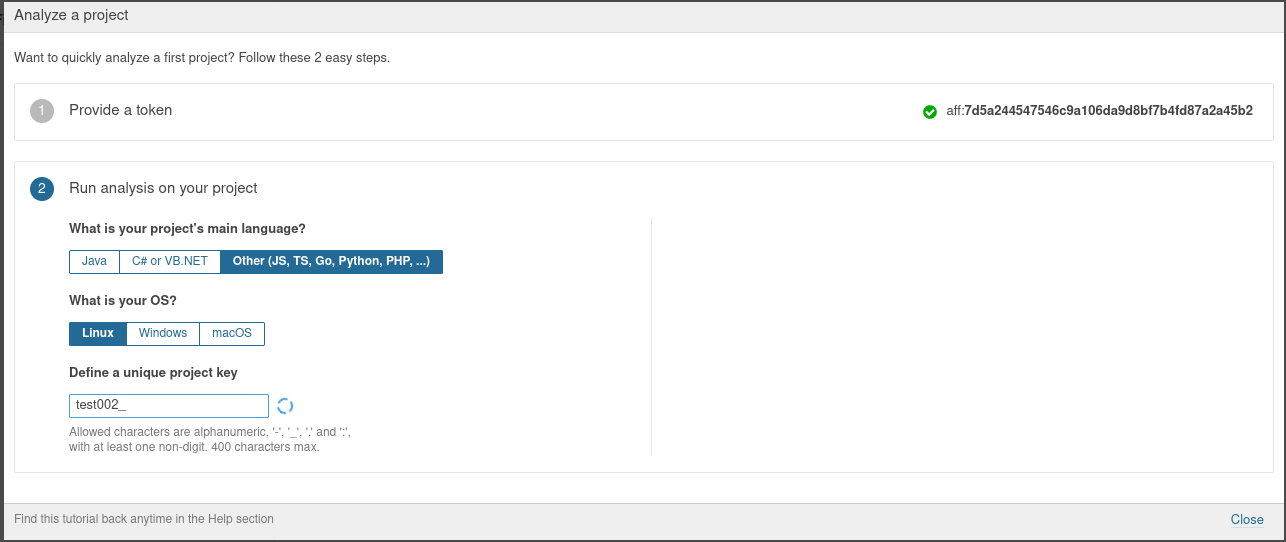 Analyze a project
Want to quickly analyze a first project? Follow these 2 easy steps.
1 Provide a token aff:7d5a244547546c9a106da9d8bf7b4fd87a2a45b2
2 Run analysis on your project
What is your project's main language?
Java C# or VB.NET Other (JS, TS, Go, Python, PHP, ...)
What is your OS?
Linux Windows macOS
Define a unique project key
test002_
Allowed characters are alphanumeric, '-', '_', '.' and ':',
with at least one non-digit. 400 characters max.
Find this tutorial back anytime in the Help section Close